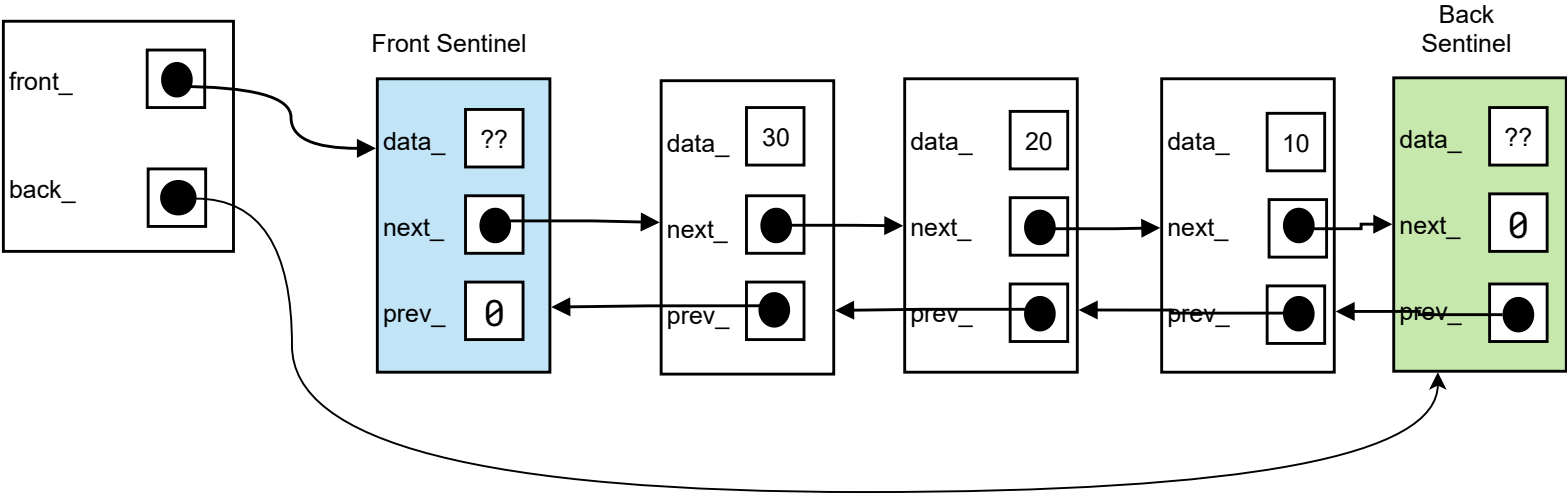 Back
Sentinel
Front Sentinel
front_
back_
data_ ??
next_
prev_ 0
data_ 30
next_
prev_
data_ 20
next_
prev_
data_ 10
next_
prev_
data_ ??
next_ 0
prev_